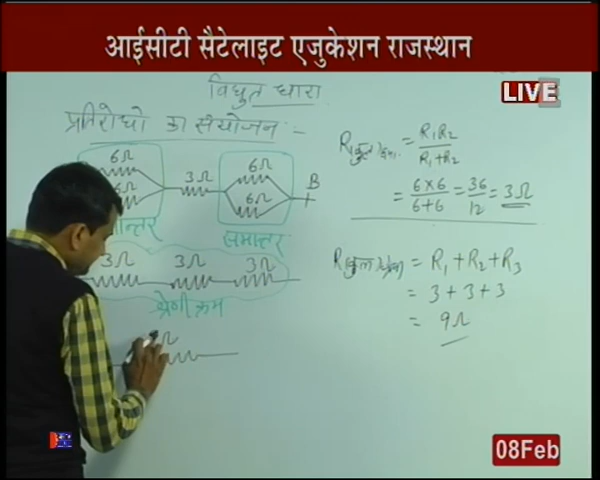 आईसीटी सैटेलाइट एजुकेशन राजस्थान
LIVE
विधुत धारा
प्रतिरोधो का संयोजन :-
6Ω
6Ω
3Ω
6Ω
6Ω
B
समान्तर
3Ω
3Ω
3Ω
श्रेणी क्रम
Ω
= R₁R₂ / R₁+R₂
= 6×6 / 6+6 = 36 / 12 = 3Ω
= R₁ + R₂ + R₃
= 3 + 3 + 3
= 9Ω
08Feb